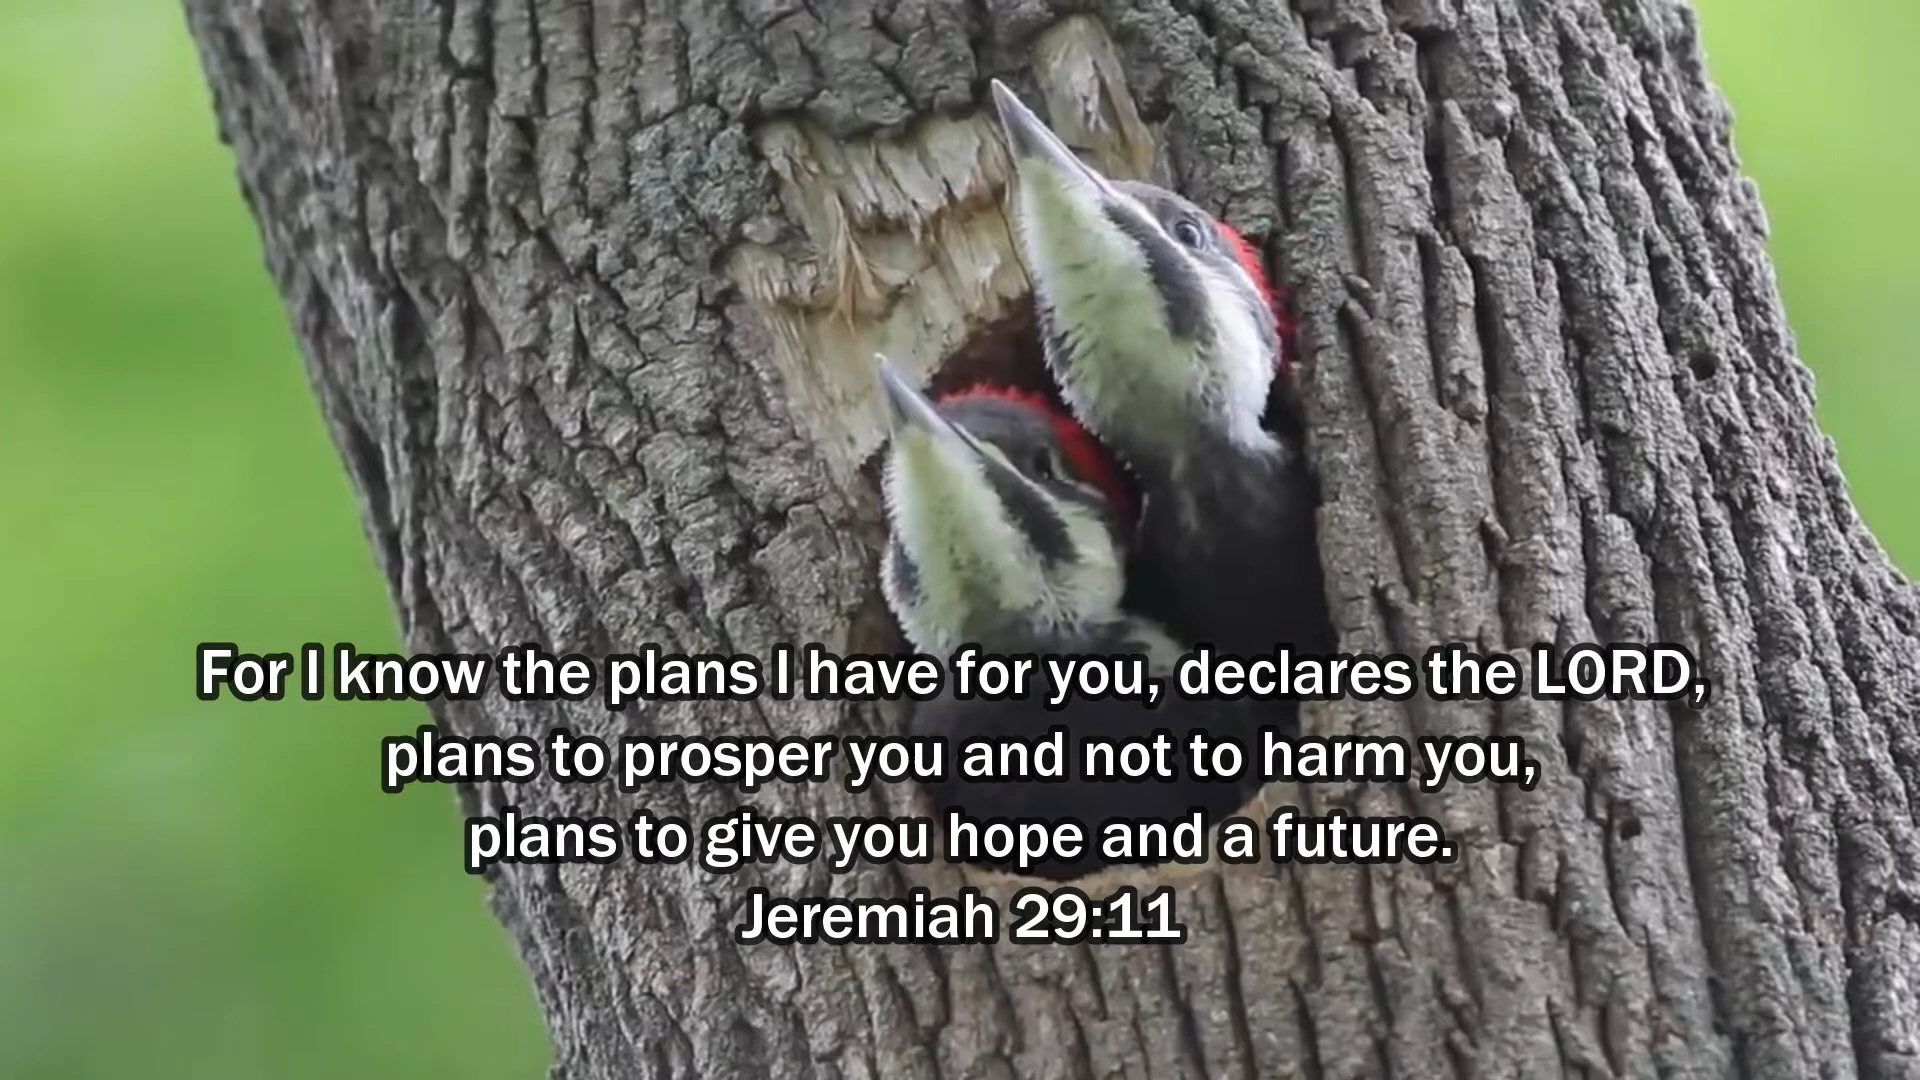 For I know the plans I have for you, declares the LORD,
plans to prosper you and not to harm you,
plans to give you hope and a future.
Jeremiah 29:11